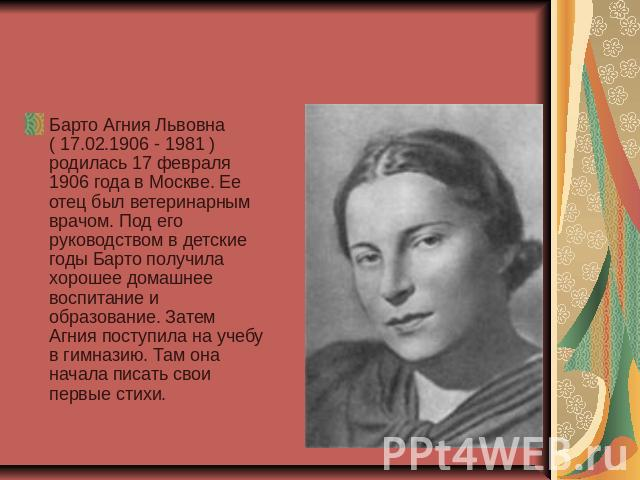 Барто Агния Львовна
( 17.02.1906 - 1981 )
родилась 17 февраля
1906 года в Москве. Ее
отец был ветеринарным
врачом. Под его
руководством в детские
годы Барто получила
хорошее домашнее
воспитание и
образование. Затем
Агния поступила на учебу
в гимназию. Там она
начала писать свои
первые стихи.
PPt4WEB.ru